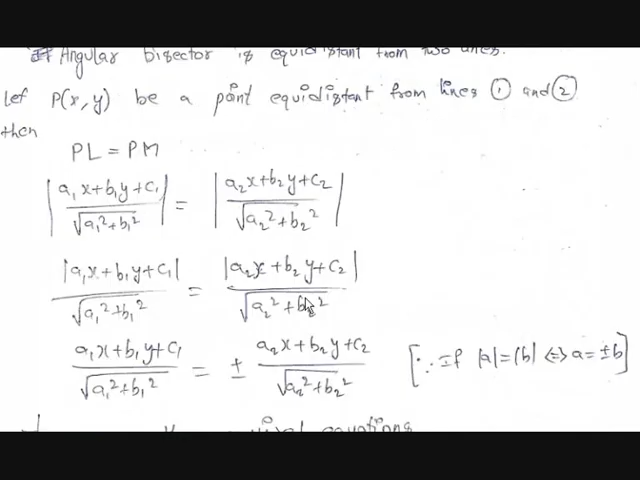 Angular bisector is equidistant from two lines.
let P(x,y) be a point equidistant from lines ① and ②
then
PL = PM
|a₁x+b₁y+c₁ / √a₁²+b₁²| = |a₂x+b₂y+c₂ / √a₂²+b₂²|
|a₁x+b₁y+c₁| / √a₁²+b₁² = |a₂x+b₂y+c₂| / √a₂²+b₂²
a₁x+b₁y+c₁ / √a₁²+b₁² = ± a₂x+b₂y+c₂ / √a₂²+b₂² [∵ If |a|=|b| ⇔ a=±b]
equations